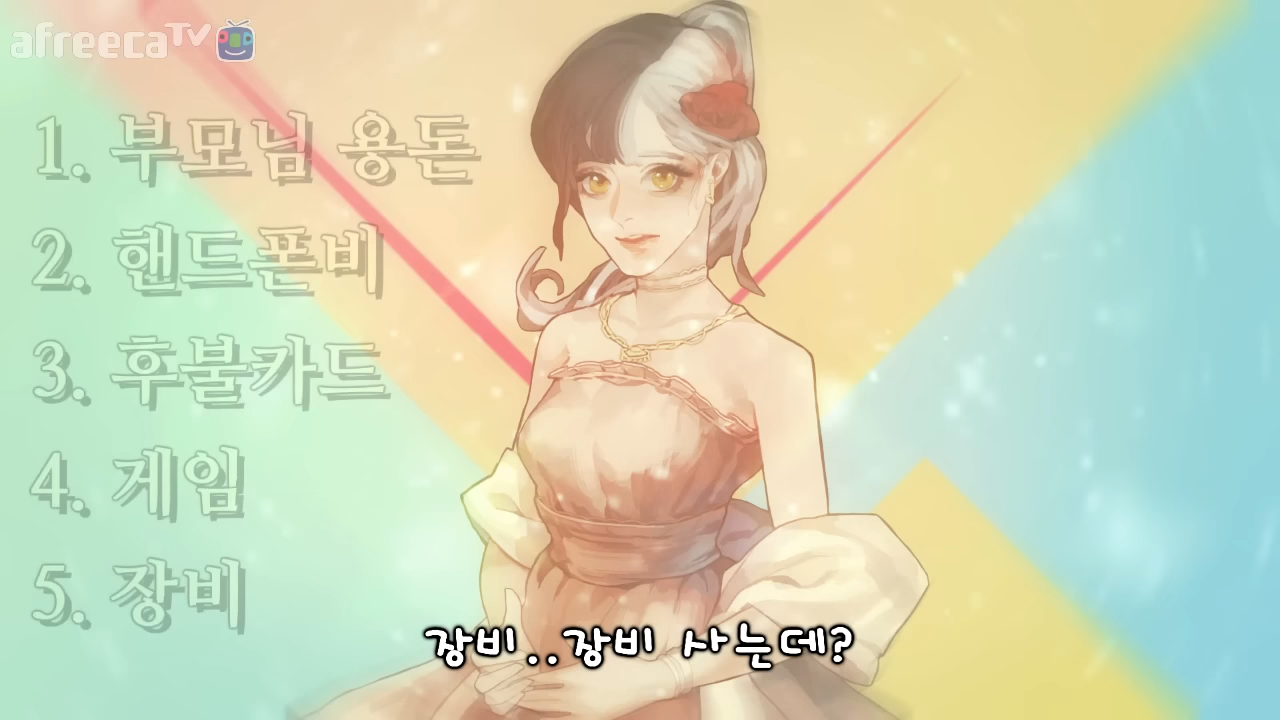 afreecaTV
1. 부모님 용돈
2. 핸드폰비
3. 후불카드
4. 게임
5. 장비
장비..장비 사는데?